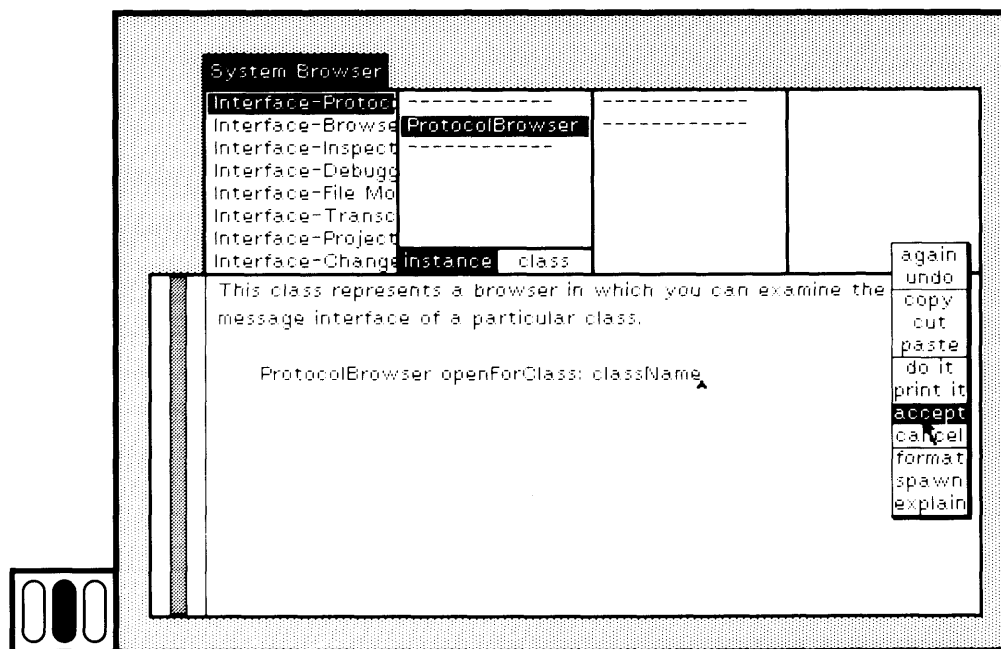 System Browser
Interface-Protoc
Interface-Browse
Interface-Inspect
Interface-Debugg
Interface-File Mo
Interface-Transc
Interface-Project
Interface-Change
------------
ProtocolBrowser
------------
instance class
------------
------------
This class represents a browser in which you can examine the
message interface of a particular class.
ProtocolBrowser openForClass: className
again
undo
copy
cut
paste
do it
print it
accept
cancel
format
spawn
explain